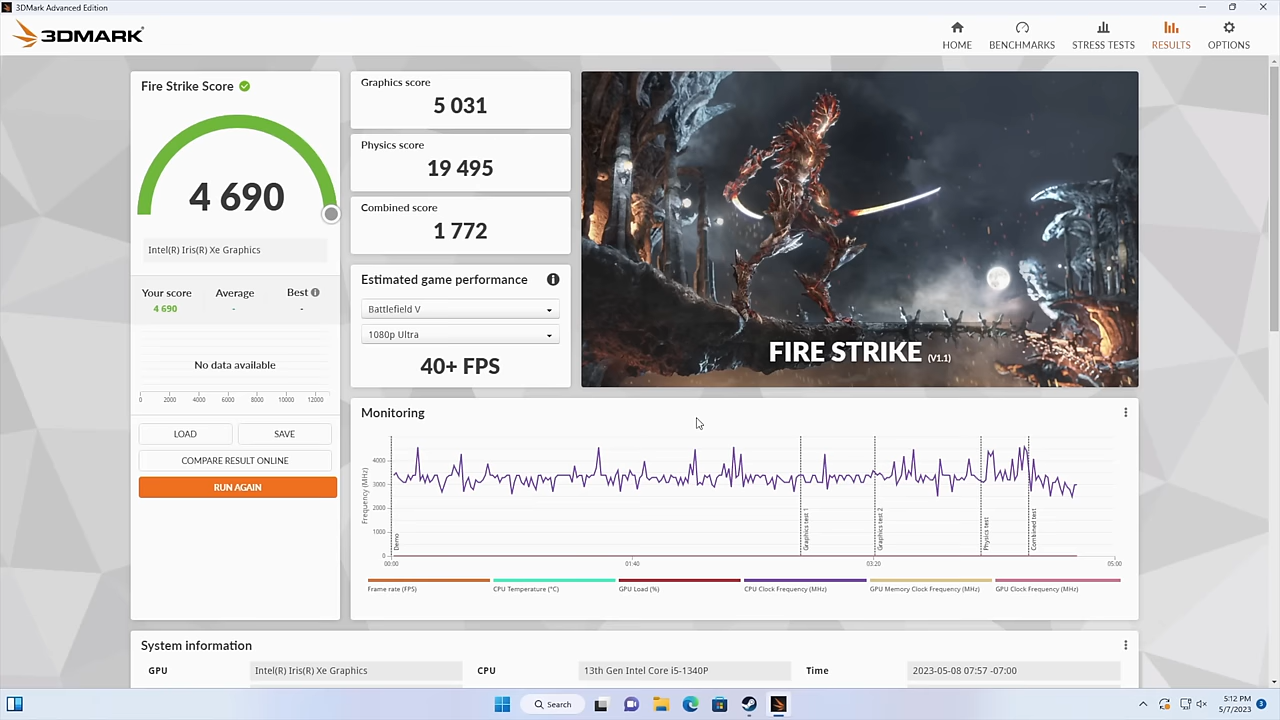 3DMark Advanced Edition
3DMARK
HOME
BENCHMARKS
STRESS TESTS
RESULTS
OPTIONS
Fire Strike Score
4 690
Intel(R) Iris(R) Xe Graphics
Your score
Average
Best
4 690
-
-
No data available
0 2000 4000 6000 8000 10000 12000
LOAD
SAVE
COMPARE RESULT ONLINE
RUN AGAIN
Graphics score
5 031
Physics score
19 495
Combined score
1 772
Estimated game performance
Battlefield V
1080p Ultra
40+ FPS
FIRE STRIKE (V1.1)
Monitoring
Frequency (MHz)
4000
3000
2000
1000
0
Demo
Graphics test 1
Graphics test 2
Physics test
Combined test
00:00 01:40 03:20 05:00
Frame rate (FPS)
CPU Temperature (°C)
GPU Load (%)
CPU Clock Frequency (MHz)
GPU Memory Clock Frequency (MHz)
GPU Clock Frequency (MHz)
System information
GPU Intel(R) Iris(R) Xe Graphics
CPU 13th Gen Intel Core i5-1340P
Time 2023-05-08 07:57 -07:00
Search
5:12 PM
5/7/2023
3